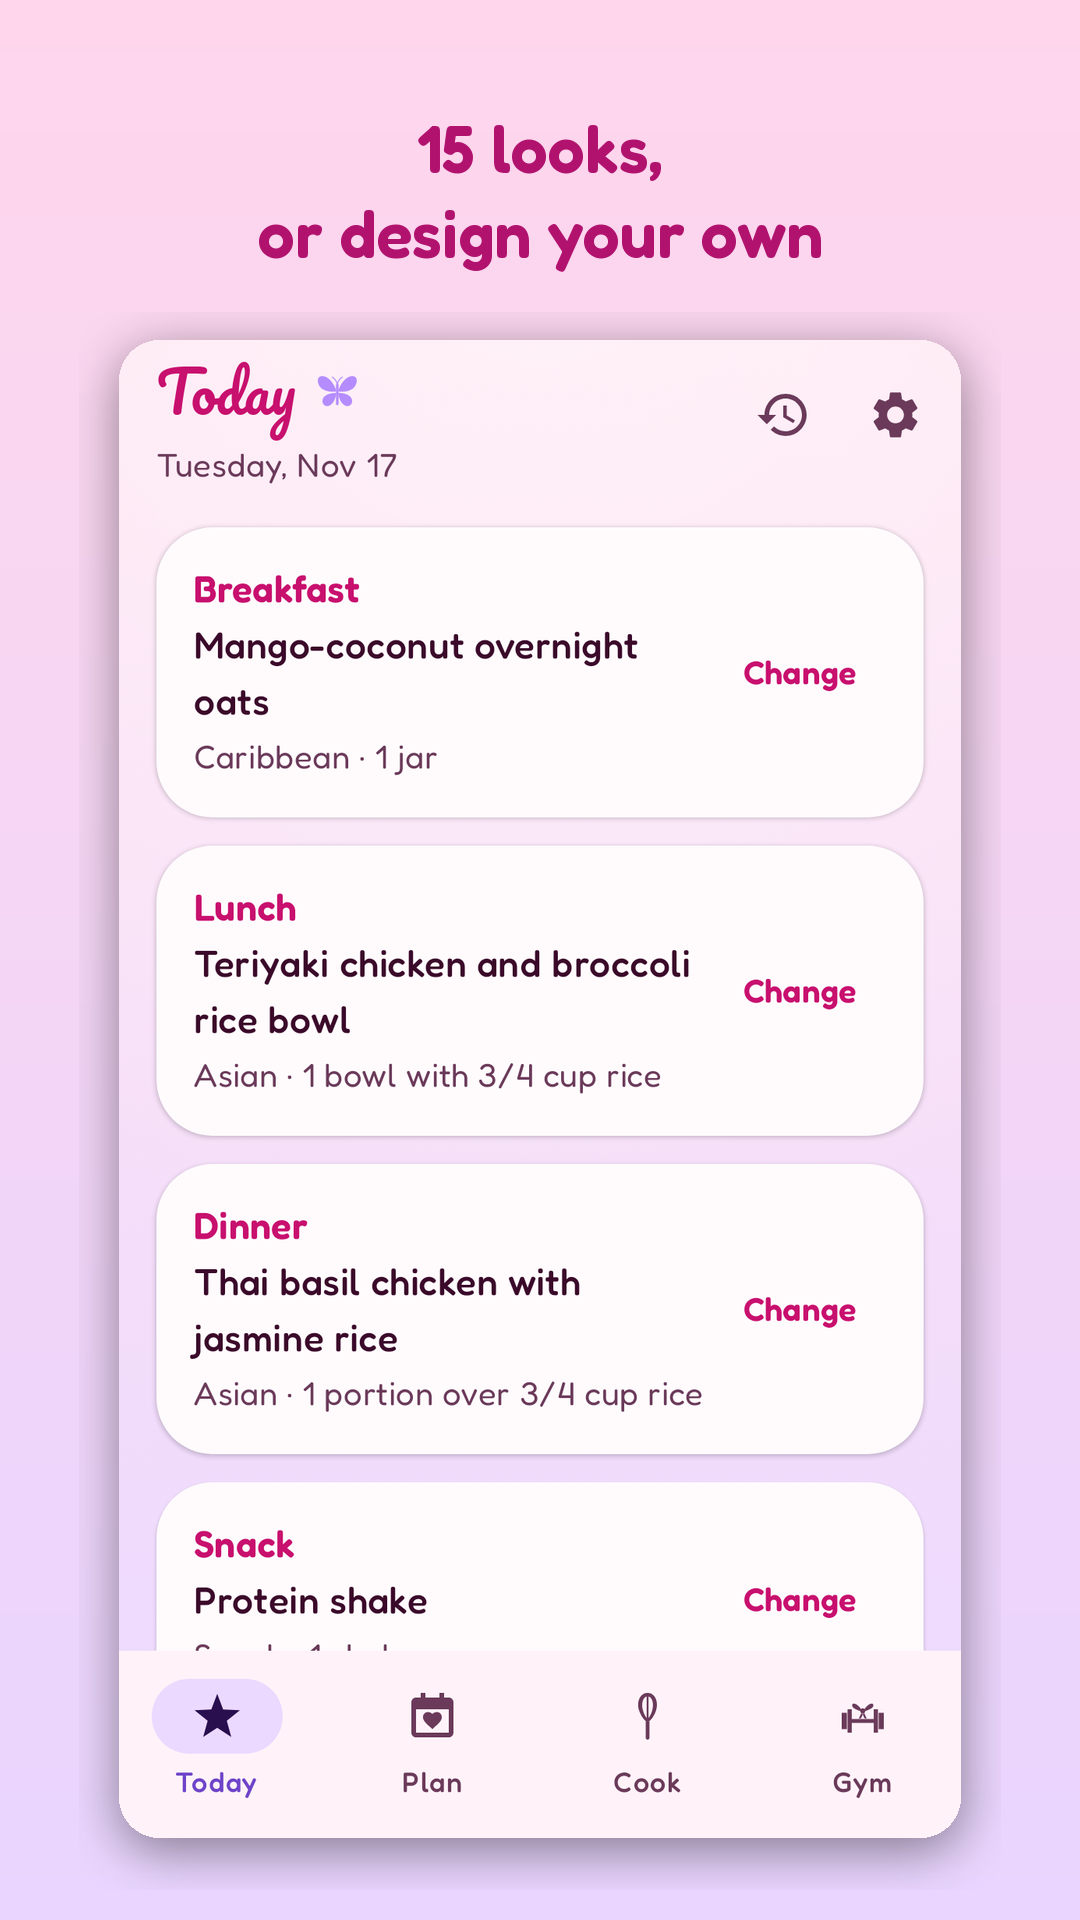 15 looks,
or design your own
Today
Tuesday, Nov 17
Breakfast
Mango-coconut overnight
oats
Change
Caribbean · 1 jar
Lunch
Teriyaki chicken and broccoli
rice bowl
Change
Asian · 1 bowl with 3/4 cup rice
Dinner
Thai basil chicken with
jasmine rice
Change
Asian · 1 portion over 3/4 cup rice
Snack
Protein shake
Change
Today
Plan
Cook
Gym